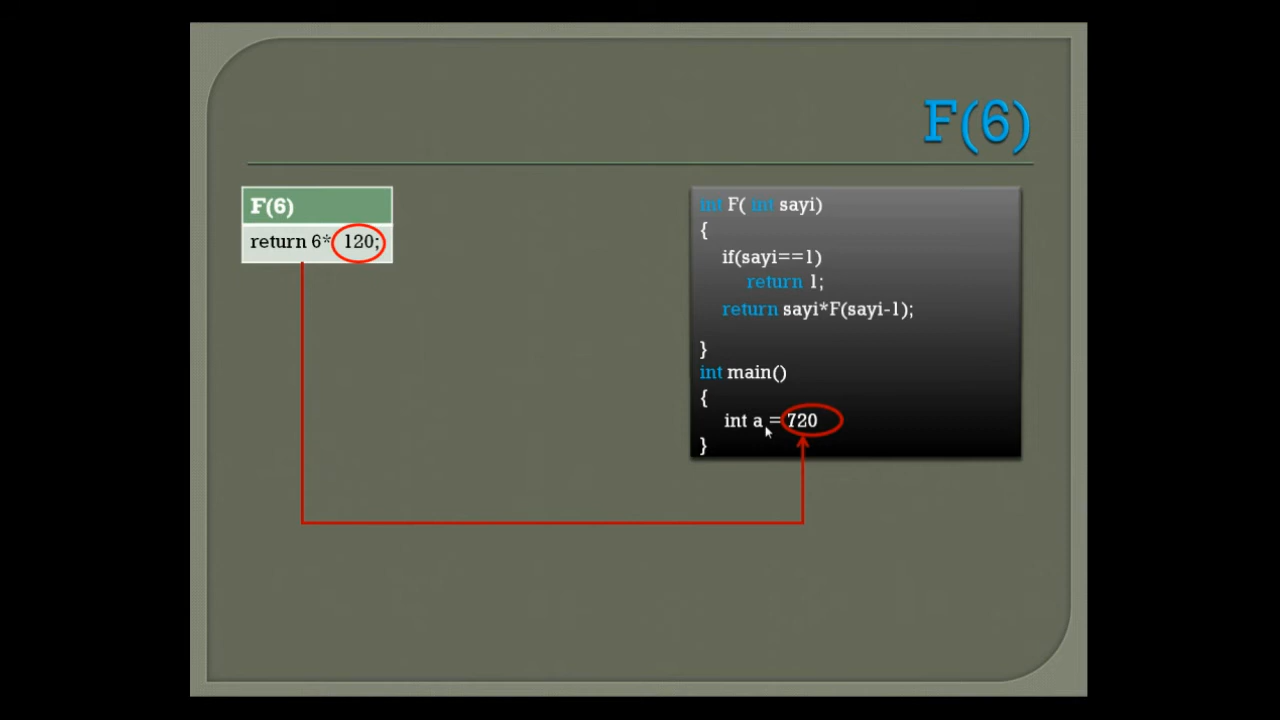 F(6)
F(6)
return 6* 120;
int F( int sayi)
{
if(sayi==1)
return 1;
return sayi*F(sayi-1);
}
int main()
{
int a = 720
}